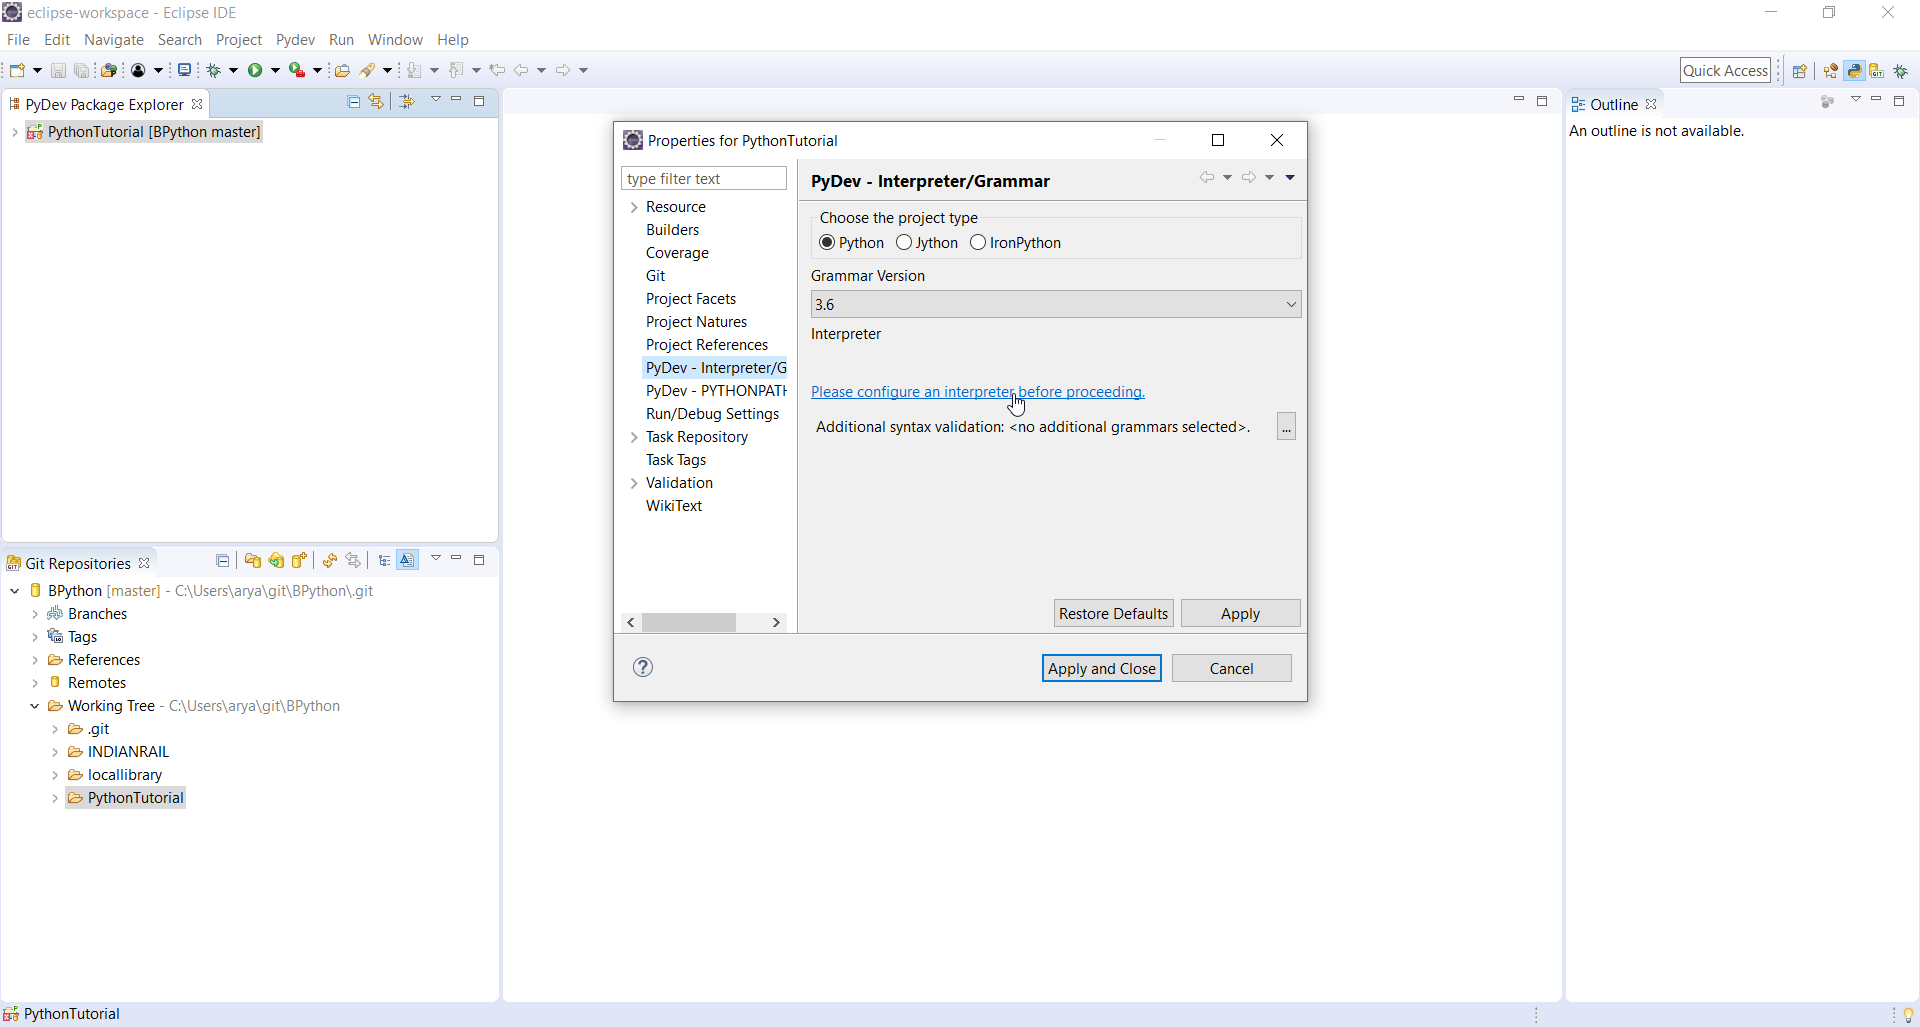 eclipse-workspace - Eclipse IDE
File Edit Navigate Search Project Pydev Run Window Help
Quick Access
PyDev Package Explorer
PythonTutorial [BPython master]
Git Repositories
BPython [master] - C:\Users\arya\git\BPython\.git
Branches
Tags
References
Remotes
Working Tree - C:\Users\arya\git\BPython
.git
INDIANRAIL
locallibrary
PythonTutorial
Properties for PythonTutorial
type filter text
Resource
Builders
Coverage
Git
Project Facets
Project Natures
Project References
PyDev - Interpreter/G
PyDev - PYTHONPATH
Run/Debug Settings
Task Repository
Task Tags
Validation
WikiText
PyDev - Interpreter/Grammar
Choose the project type
Python Jython IronPython
Grammar Version
3.6
Interpreter
Please configure an interpreter before proceeding.
Additional syntax validation: <no additional grammars selected>.
...
Restore Defaults Apply
Apply and Close Cancel
Outline
An outline is not available.
PythonTutorial